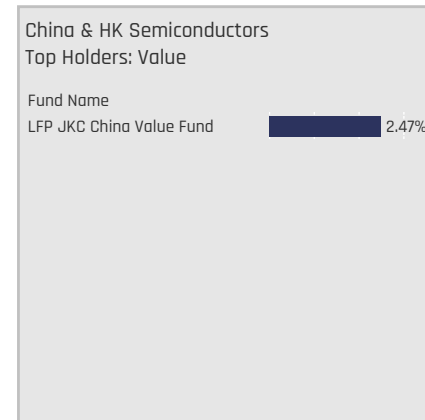 China & HK Semiconductors
Top Holders: Value
Fund Name
LFP JKC China Value Fund 2.47%